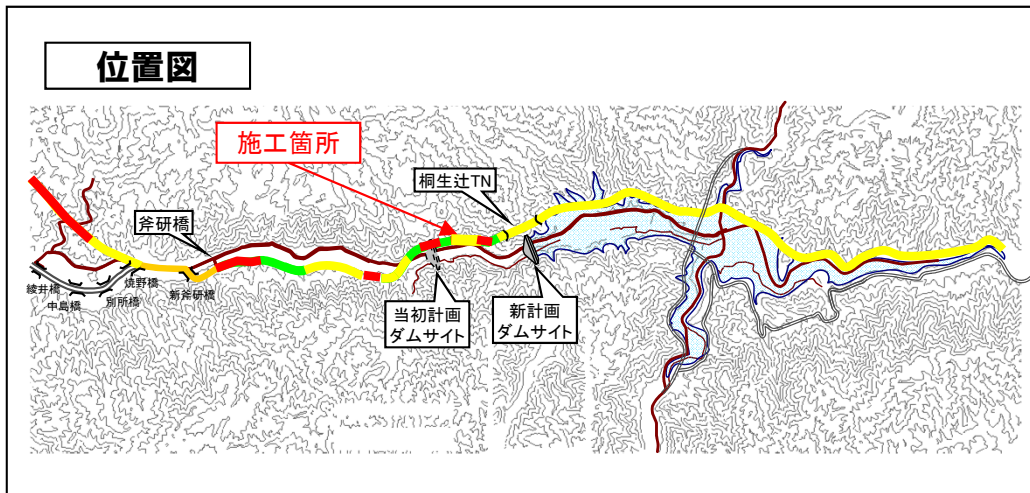 位置図
施工箇所
桐生辻TN
斧研橋
綾井橋
中島橋
別所橋
焼野橋
新斧研橋
当初計画
ダムサイト
新計画
ダムサイト